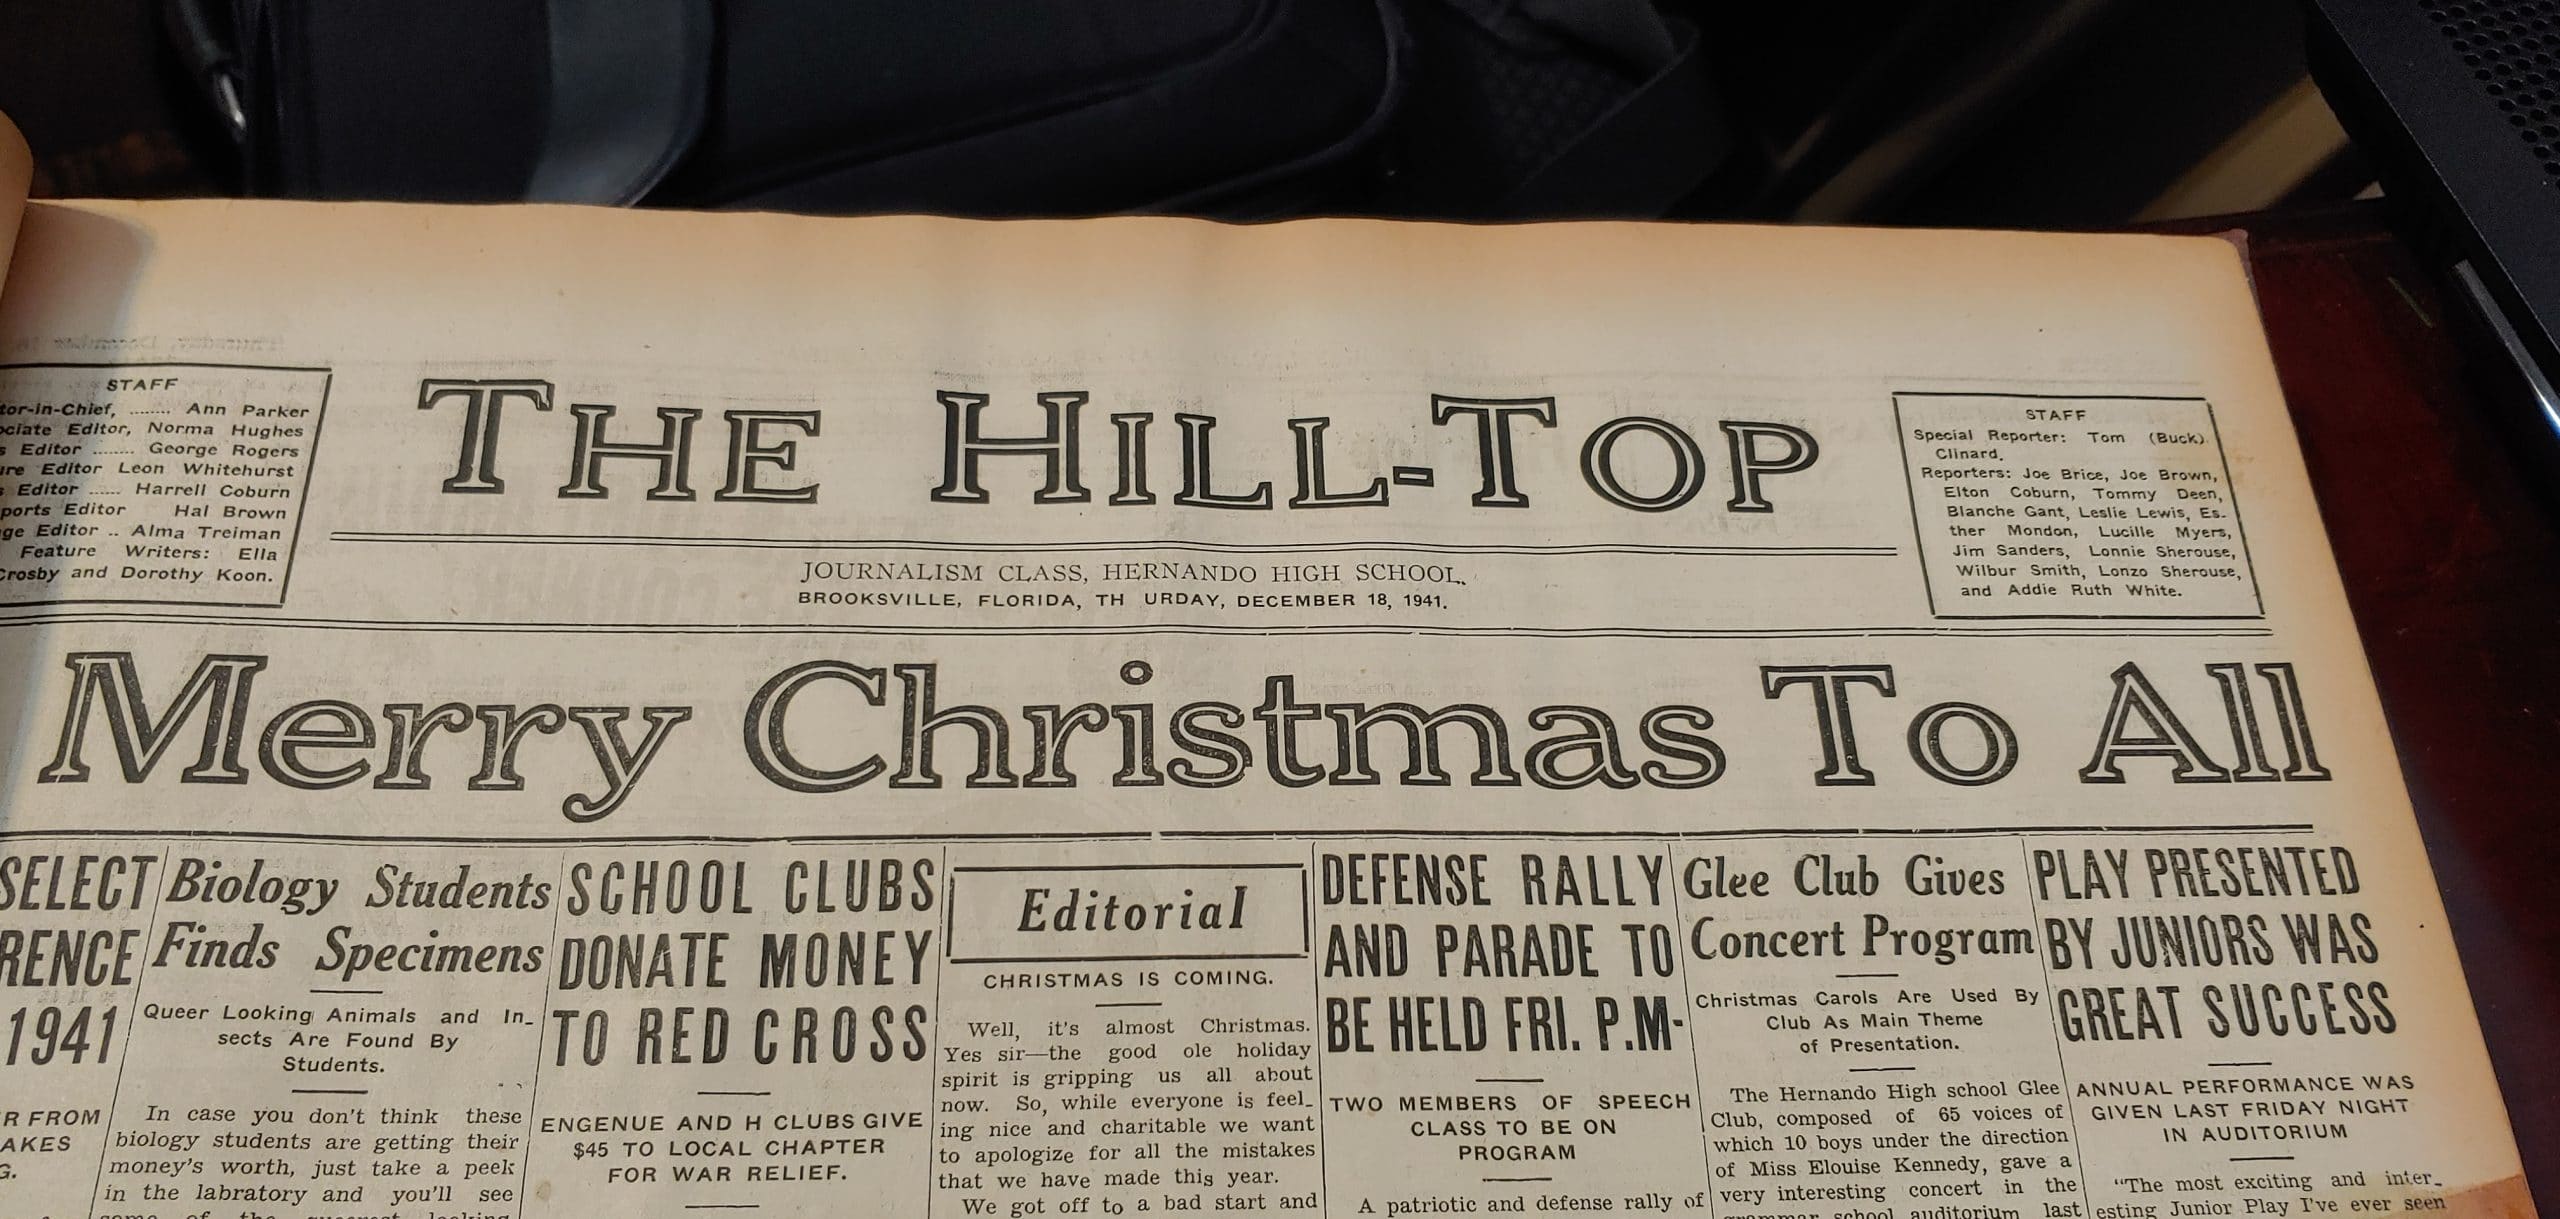 STAFF
tor-in-Chief, ........ Ann Parker
ociate Editor, Norma Hughes
s Editor ........ George Rogers
ure Editor Leon Whitehurst
s Editor ...... Harrell Coburn
ports Editor Hal Brown
ge Editor .. Alma Treiman
Feature Writers: Ella
Crosby and Dorothy Koon.
THE HILL-TOP
JOURNALISM CLASS, HERNANDO HIGH SCHOOL.
BROOKSVILLE, FLORIDA, TH URDAY, DECEMBER 18, 1941.
STAFF
Special Reporter: Tom (Buck)
Clinard.
Reporters: Joe Brice, Joe Brown,
Elton Coburn, Tommy Deen,
Blanche Gant, Leslie Lewis, Es-
ther Mondon, Lucille Myers,
Jim Sanders, Lonnie Sherouse,
Wilbur Smith, Lonzo Sherouse,
and Addie Ruth White.
Merry Christmas To All
SELECT
RENCE
1941
R FROM
AKES
G.
Biology Students
Finds Specimens
Queer Looking Animals and In-
sects Are Found By
Students.
In case you don't think these
biology students are getting their
money's worth, just take a peek
in the labratory and you'll see
some of the queerest looking
SCHOOL CLUBS
DONATE MONEY
TO RED CROSS
ENGENUE AND H CLUBS GIVE
$45 TO LOCAL CHAPTER
FOR WAR RELIEF.
Editorial
CHRISTMAS IS COMING.
Well, it's almost Christmas.
Yes sir—the good ole holiday
spirit is gripping us all about
now. So, while everyone is feel-
ing nice and charitable we want
to apologize for all the mistakes
that we have made this year.
We got off to a bad start and
DEFENSE RALLY
AND PARADE TO
BE HELD FRI. P.M-
TWO MEMBERS OF SPEECH
CLASS TO BE ON
PROGRAM
A patriotic and defense rally of
Glee Club Gives
Concert Program
Christmas Carols Are Used By
Club As Main Theme
of Presentation.
The Hernando High school Glee
Club, composed of 65 voices of
which 10 boys under the direction
of Miss Elouise Kennedy, gave a
very interesting concert in the
grammar school auditorium last
PLAY PRESENTED
BY JUNIORS WAS
GREAT SUCCESS
ANNUAL PERFORMANCE WAS
GIVEN LAST FRIDAY NIGHT
IN AUDITORIUM
"The most exciting and inter-
esting Junior Play I've ever seen